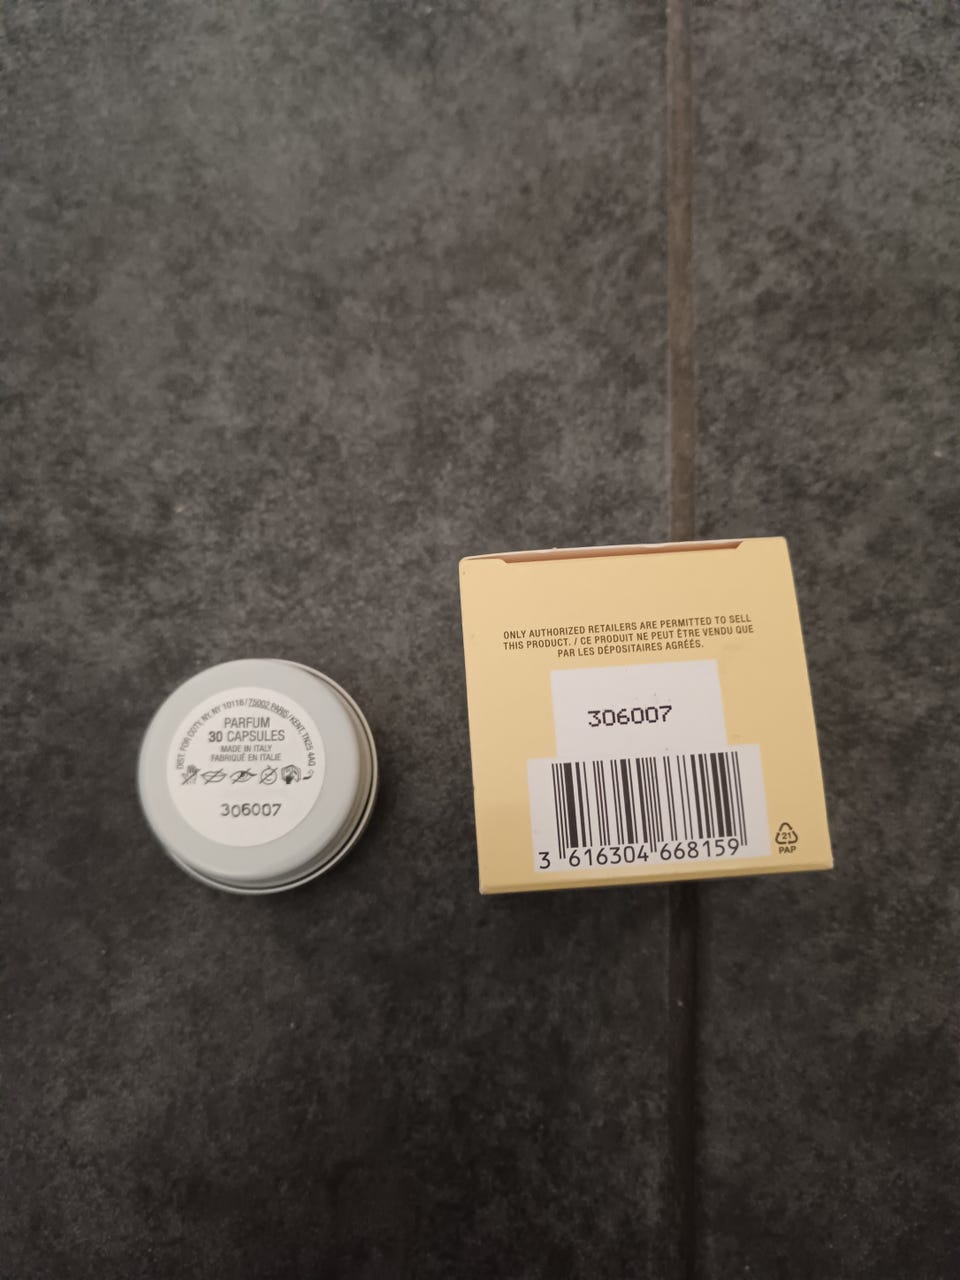 DIST. FOR COTY, NY, NY 10118 / 75002 PARIS / KENT, TN25 4AQ
PARFUM
30 CAPSULES
MADE IN ITALY
FABRIQUÉ EN ITALIE
306007
ONLY AUTHORIZED RETAILERS ARE PERMITTED TO SELL
THIS PRODUCT. / CE PRODUIT NE PEUT ÊTRE VENDU QUE
PAR LES DÉPOSITAIRES AGRÉÉS.
306007
3 616304 668159
21
PAP